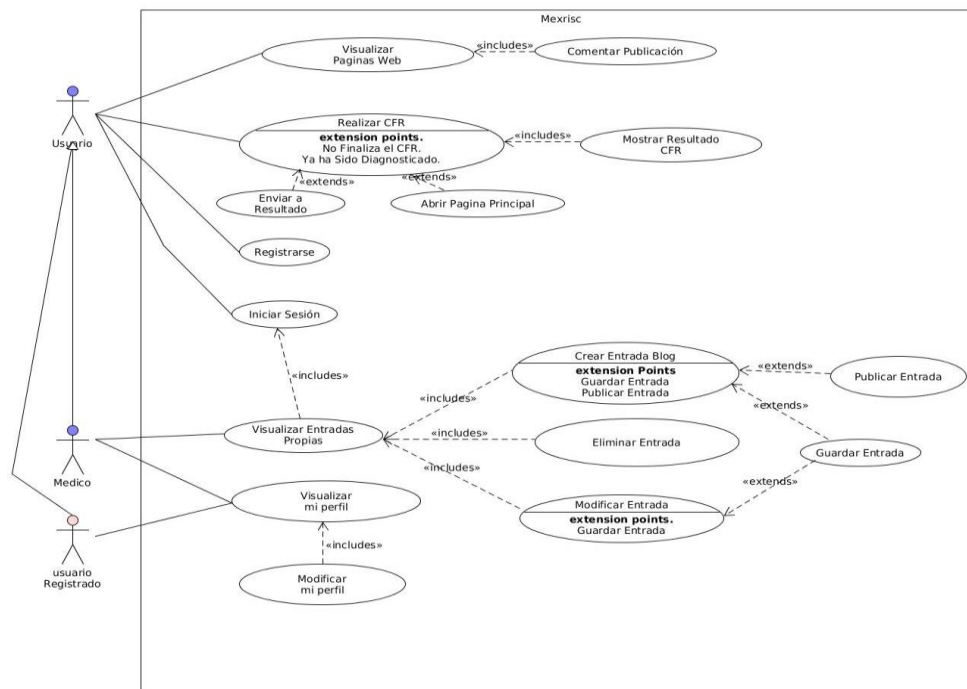 Mexrisc
Visualizar
Paginas Web
«includes»
Comentar Publicación
Usuario
Realizar CFR
extension points.
No Finaliza el CFR.
Ya ha Sido Diagnosticado.
«includes»
Mostrar Resultado
CFR
«extends»
«extends»
Enviar a
Resultado
Abrir Pagina Principal
Registrarse
Iniciar Sesión
«includes»
Crear Entrada Blog
extension Points
Guardar Entrada
Publicar Entrada
«extends»
Publicar Entrada
«includes»
«extends»
Visualizar Entradas
Propias
«includes»
Eliminar Entrada
Guardar Entrada
Medico
«includes»
«extends»
Visualizar
mi perfil
Modificar Entrada
extension points.
Guardar Entrada
«includes»
usuario
Registrado
Modificar
mi perfil